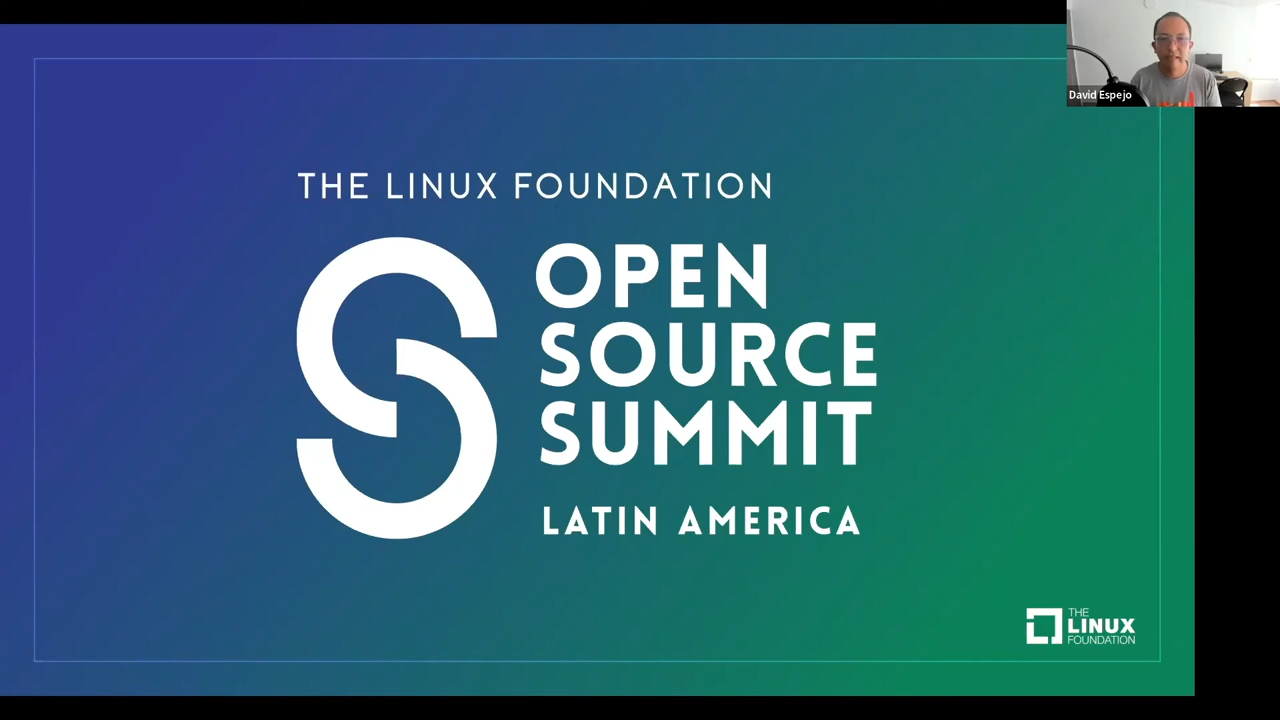 David Espejo
THE LINUX FOUNDATION
OPEN
SOURCE
SUMMIT
LATIN AMERICA
THE
LINUX
FOUNDATION